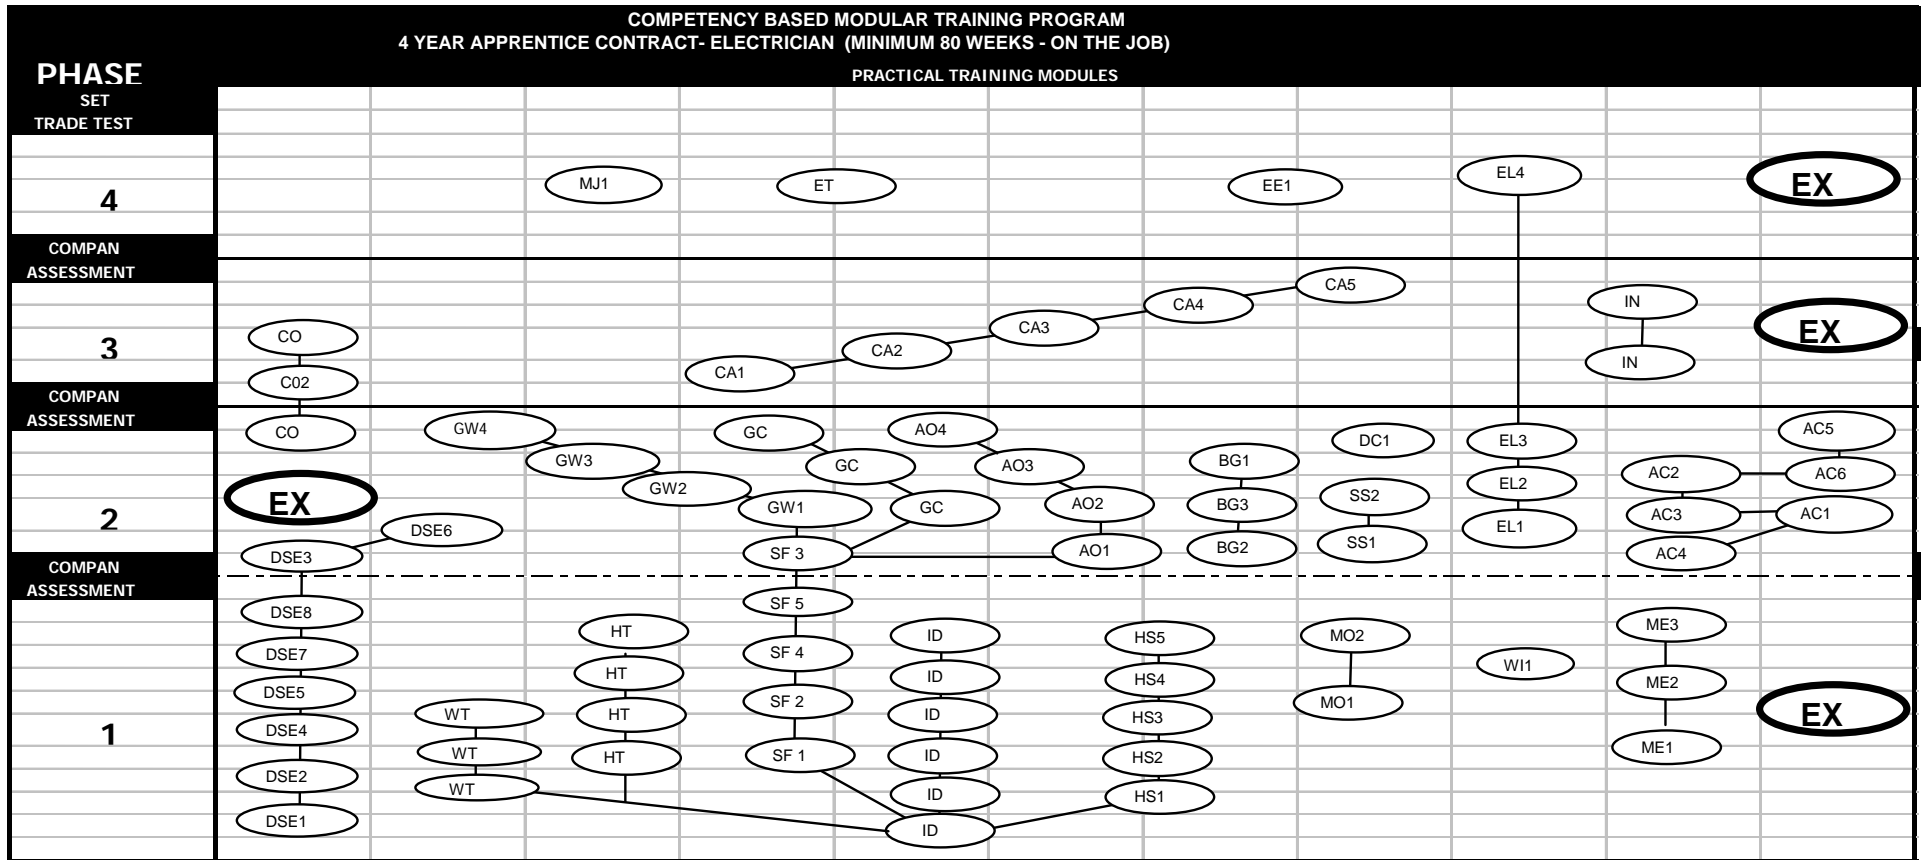 COMPETENCY BASED MODULAR TRAINING PROGRAM
4 YEAR APPRENTICE CONTRACT- ELECTRICIAN (MINIMUM 80 WEEKS - ON THE JOB)
PHASE
PRACTICAL TRAINING MODULES
SET
TRADE TEST
4
MJ1
ET
EE1
EL4
EX
COMPAN
ASSESSMENT
3
CO
C02
CA1
CA2
CA3
CA4
CA5
IN
IN
EX
COMPAN
ASSESSMENT
2
CO
EX
DSE3
DSE6
GW4
GW3
GW2
GW1
SF 3
GC
GC
GC
AO4
AO3
AO2
AO1
BG1
BG3
BG2
DC1
SS2
SS1
EL3
EL2
EL1
AC2
AC3
AC4
AC5
AC6
AC1
COMPAN
ASSESSMENT
1
DSE8
DSE7
DSE5
DSE4
DSE2
DSE1
WT
WT
WT
HT
HT
HT
HT
SF 5
SF 4
SF 2
SF 1
ID
ID
ID
ID
ID
ID
HS5
HS4
HS3
HS2
HS1
MO2
MO1
WI1
ME3
ME2
ME1
EX